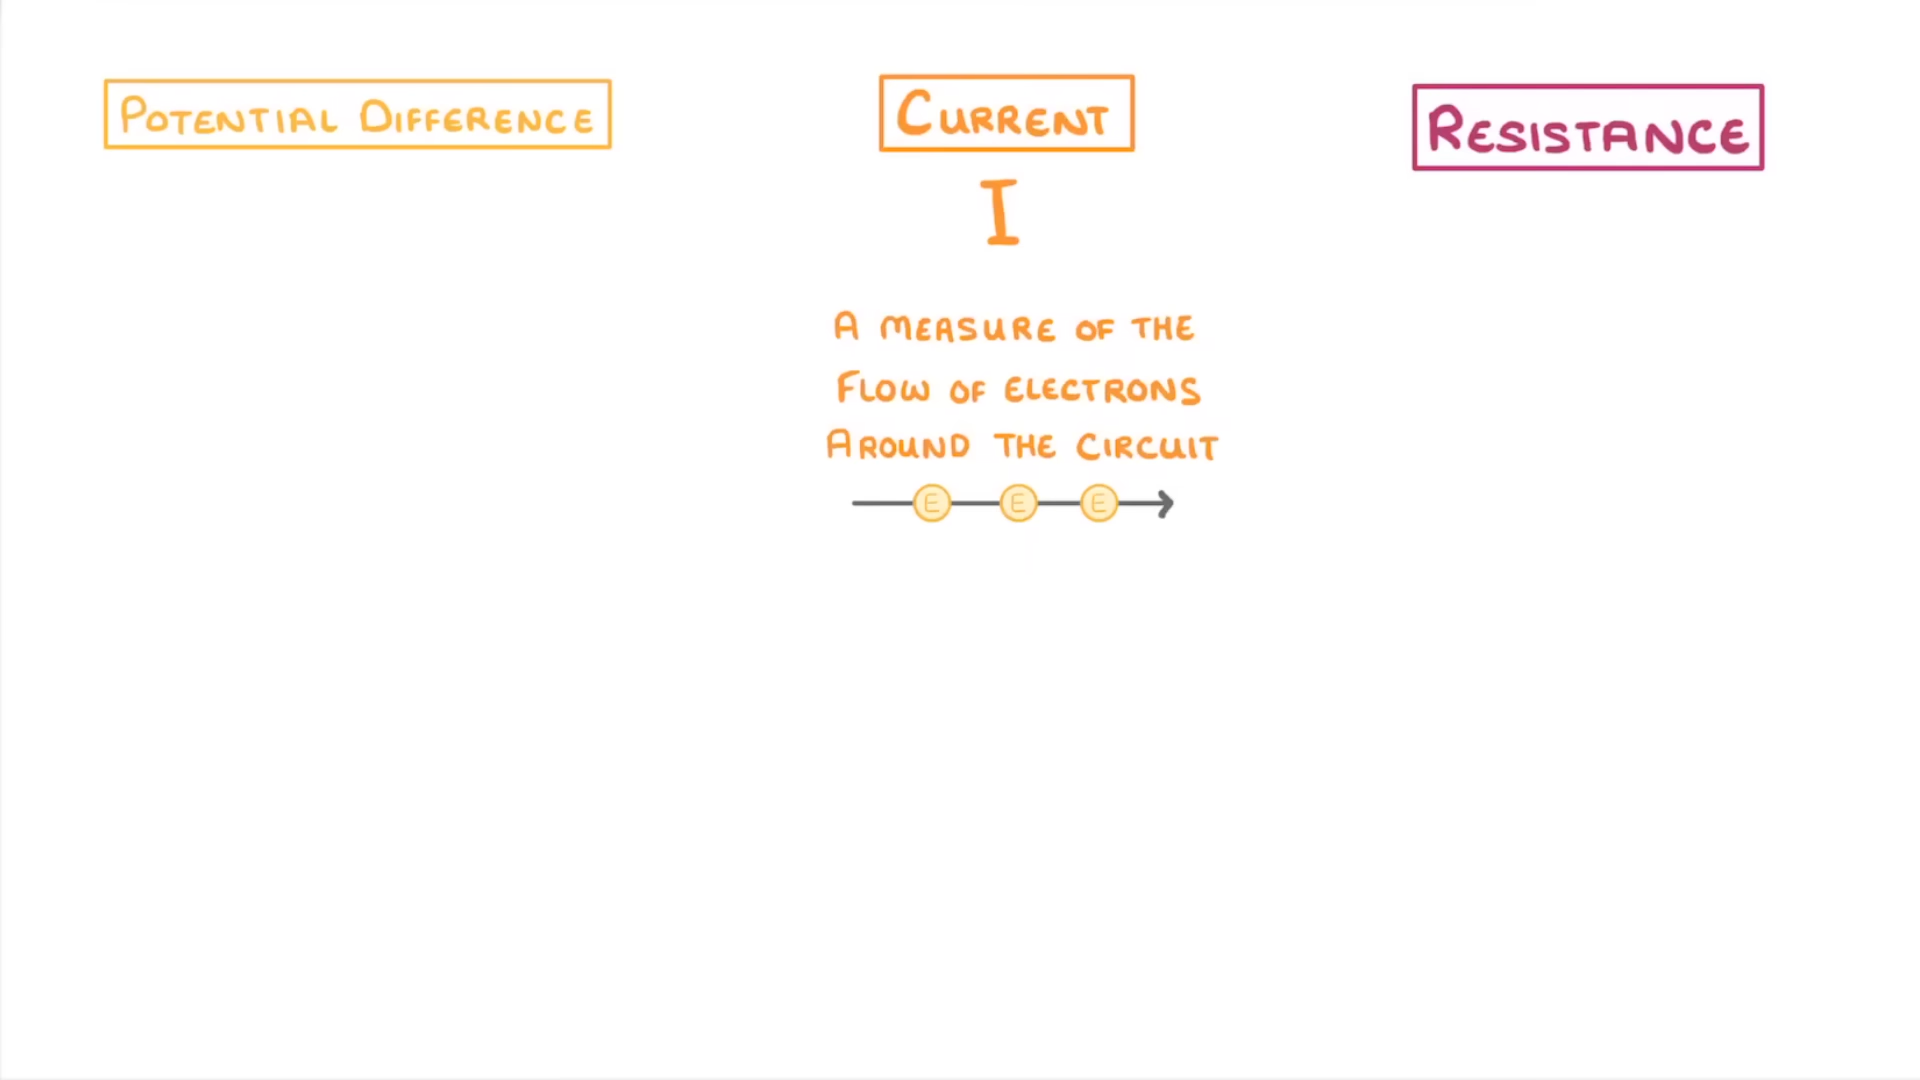 POTENTIAL DIFFERENCE
CURRENT
RESISTANCE
I
A MEASURE OF THE
FLOW OF ELECTRONS
AROUND THE CIRCUIT
E E E